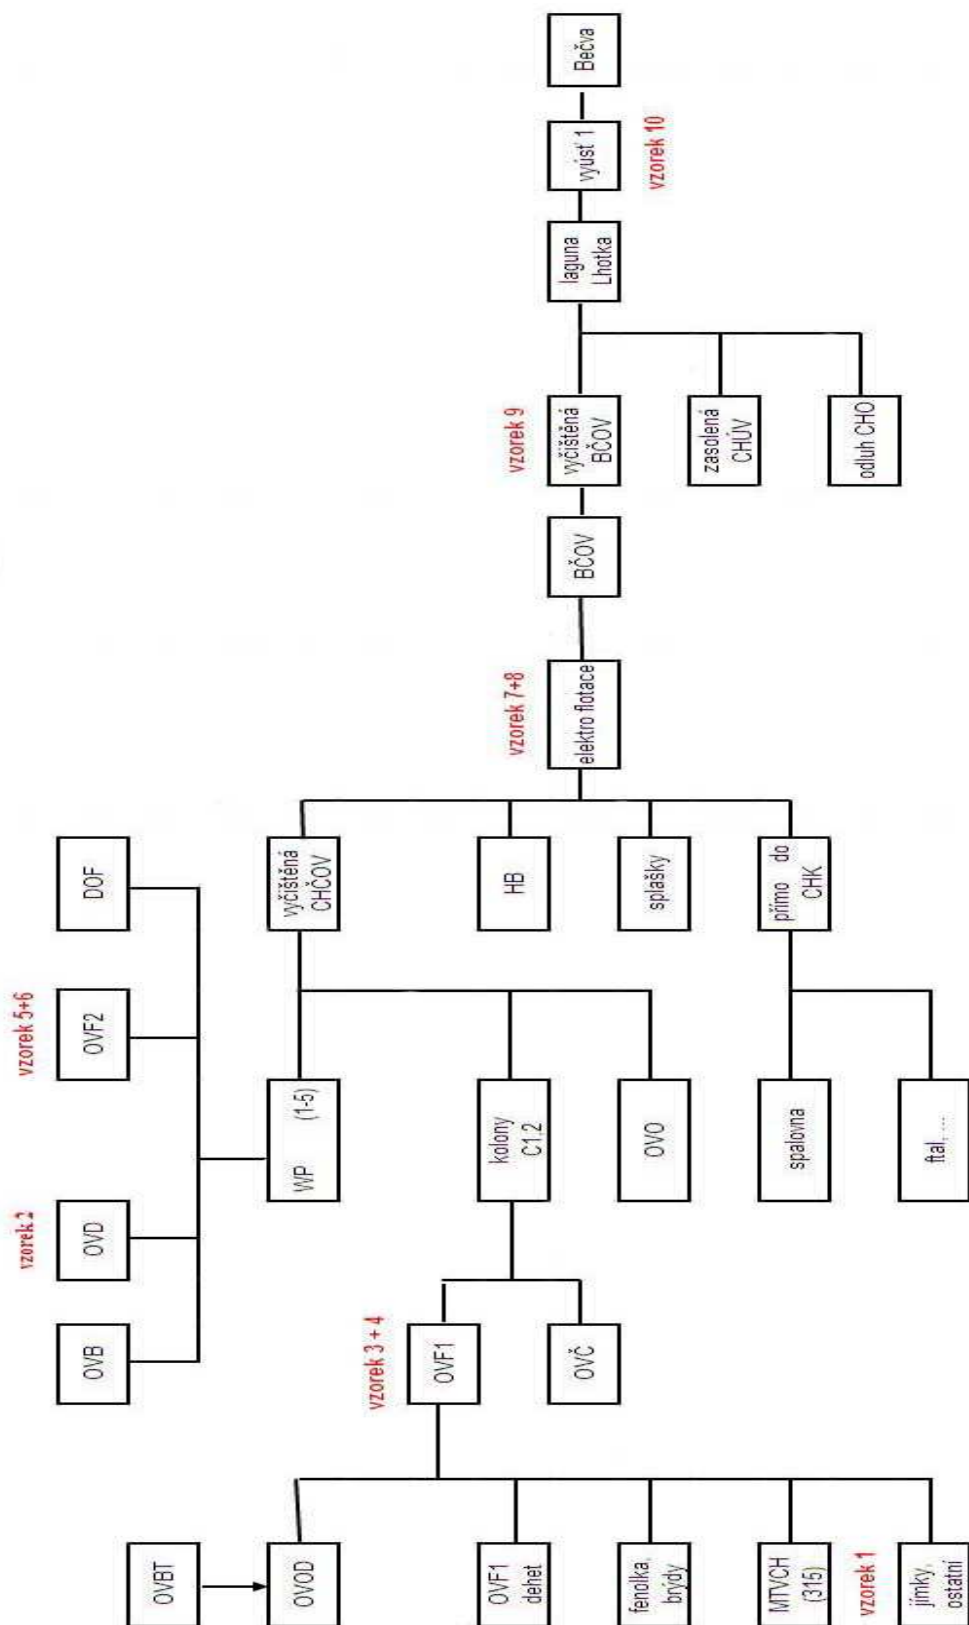 OVBT
OVOD
OVF1
dehet
fenolka,
brýdy
MTVCH
(315)
vzorek 1
jímky,
ostatní
vzorek 3 + 4
OVF1
OVČ
OVB
vzorek 2
OVD
vzorek 5+6
OVF2
DOF
WP (1-5)
kolony
C1,2
OVO
spalovna
ftal, ...
vyčištěná
CHČOV
HB
splašky
přímo do
CHK
vzorek 7+8
elektro flotace
BČOV
vzorek 9
vyčištěná
BČOV
zasolená
CHÚV
odluh CHO
laguna
Lhotka
vyúsť 1
vzorek 10
Bečva